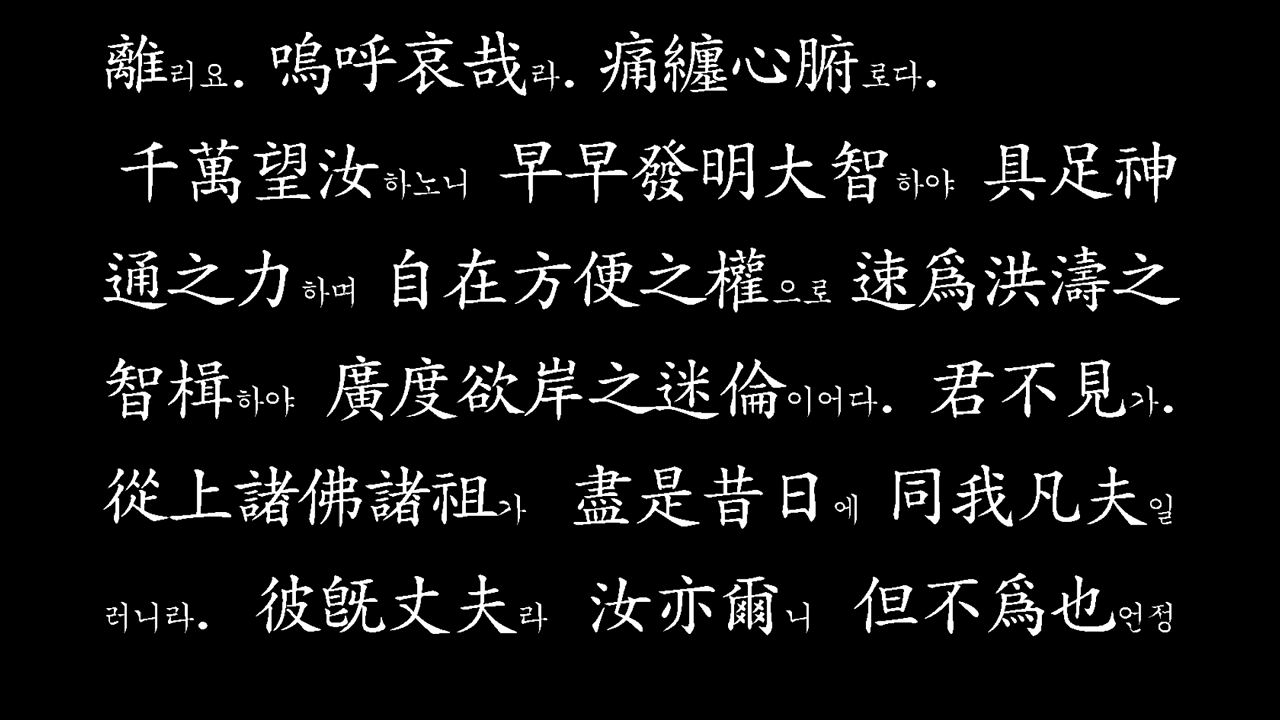 離리요. 嗚呼哀哉라. 痛纏心腑로다.
千萬望汝하노니 早早發明大智하야 具足神
通之力하며 自在方便之權으로 速爲洪濤之
智楫하야 廣度欲岸之迷倫이어다. 君不見가.
從上諸佛諸祖가 盡是昔日에 同我凡夫일
러니라. 彼旣丈夫라 汝亦爾니 但不爲也언정